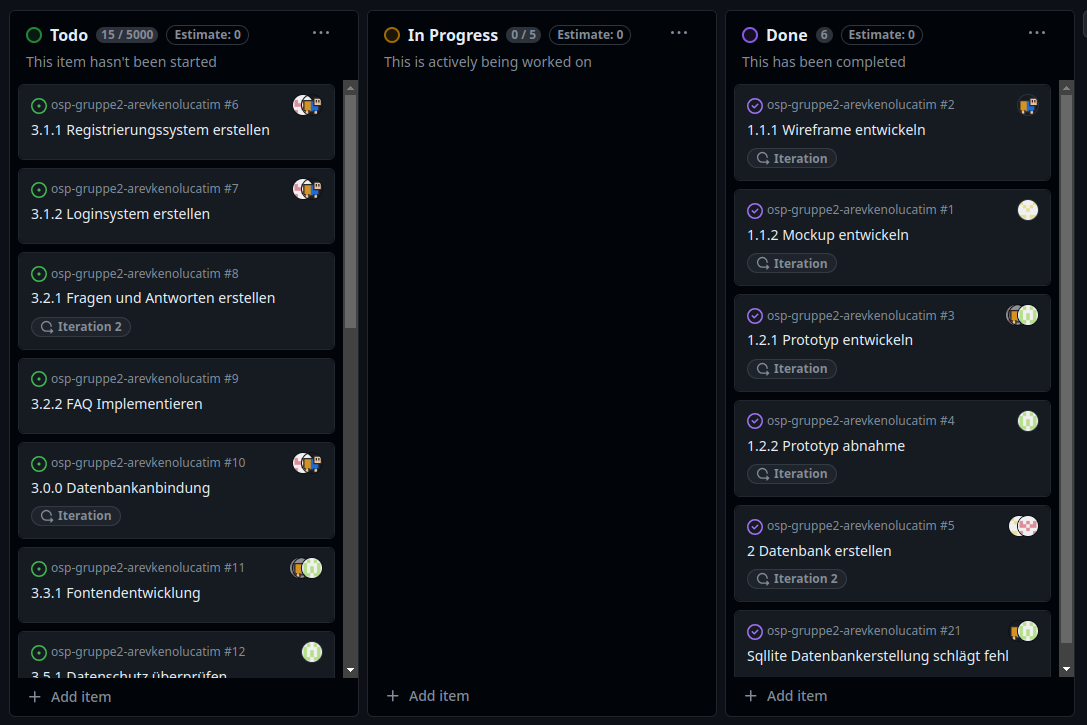 Todo 15 / 5000 Estimate: 0
This item hasn't been started
osp-gruppe2-arevkenolucatim #6
3.1.1 Registrierungssystem erstellen
osp-gruppe2-arevkenolucatim #7
3.1.2 Loginsystem erstellen
osp-gruppe2-arevkenolucatim #8
3.2.1 Fragen und Antworten erstellen
Iteration 2
osp-gruppe2-arevkenolucatim #9
3.2.2 FAQ Implementieren
osp-gruppe2-arevkenolucatim #10
3.0.0 Datenbankanbindung
Iteration
osp-gruppe2-arevkenolucatim #11
3.3.1 Fontendentwicklung
osp-gruppe2-arevkenolucatim #12
3.5.1 Datenschutz überprüfen
+ Add item
In Progress 0 / 5 Estimate: 0
This is actively being worked on
+ Add item
Done 6 Estimate: 0
This has been completed
osp-gruppe2-arevkenolucatim #2
1.1.1 Wireframe entwickeln
Iteration
osp-gruppe2-arevkenolucatim #1
1.1.2 Mockup entwickeln
Iteration
osp-gruppe2-arevkenolucatim #3
1.2.1 Prototyp entwickeln
Iteration
osp-gruppe2-arevkenolucatim #4
1.2.2 Prototyp abnahme
Iteration
osp-gruppe2-arevkenolucatim #5
2 Datenbank erstellen
Iteration 2
osp-gruppe2-arevkenolucatim #21
Sqllite Datenbankerstellung schlägt fehl
+ Add item